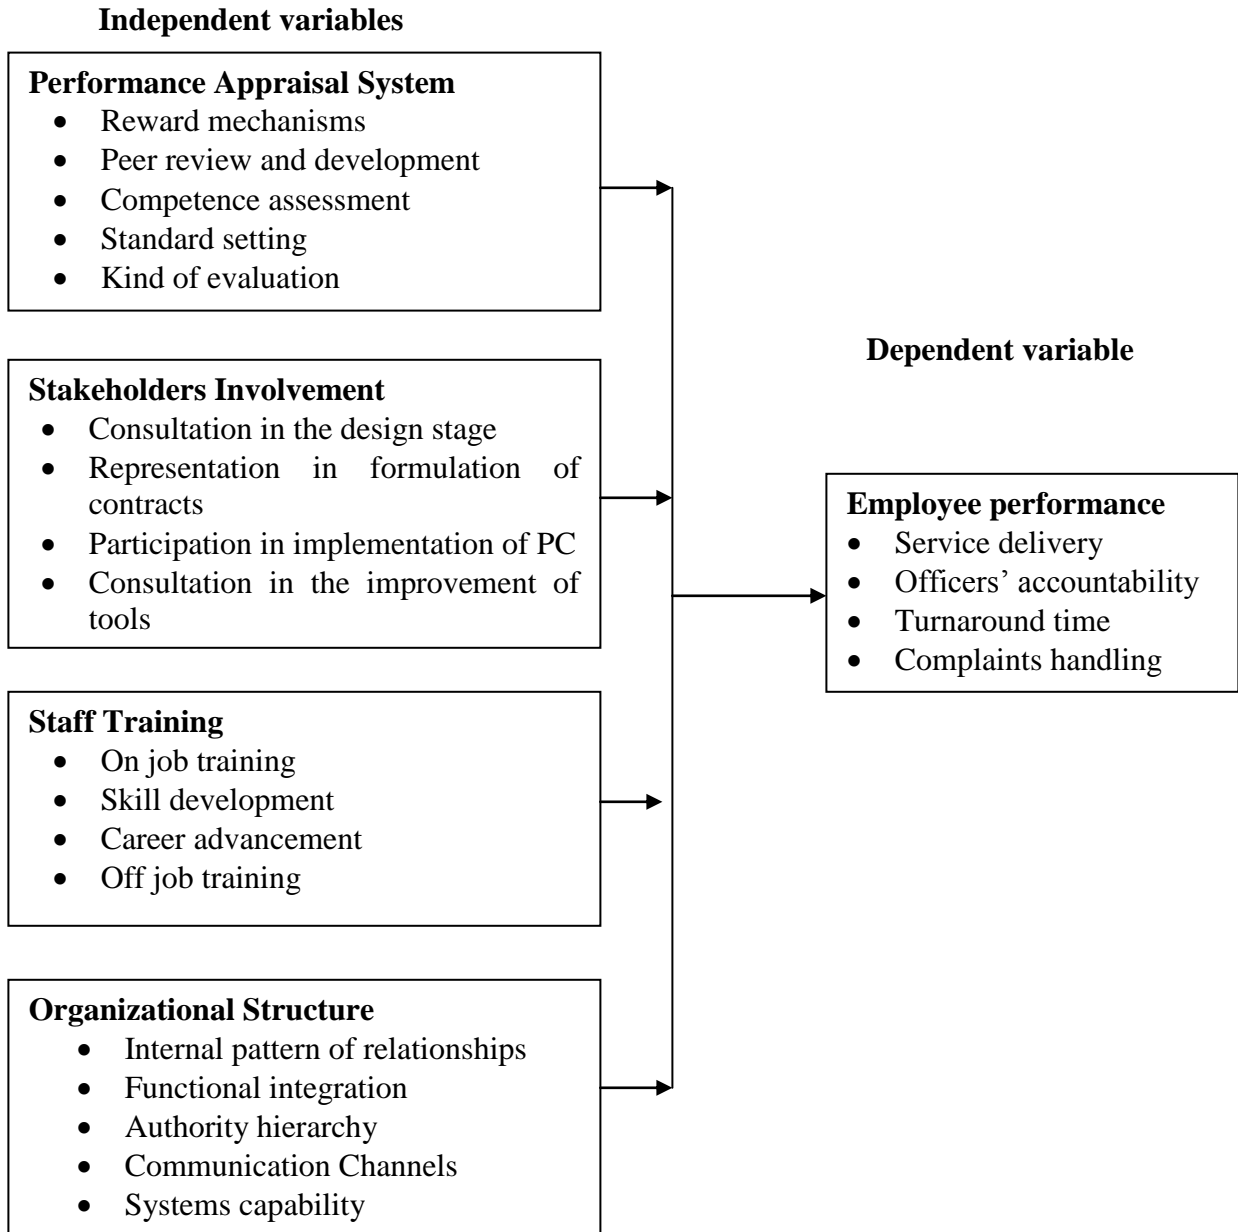 Independent variables
Performance Appraisal System
• Reward mechanisms
• Peer review and development
• Competence assessment
• Standard setting
• Kind of evaluation
Stakeholders Involvement
• Consultation in the design stage
• Representation in formulation of
contracts
• Participation in implementation of PC
• Consultation in the improvement of
tools
Staff Training
• On job training
• Skill development
• Career advancement
• Off job training
Organizational Structure
• Internal pattern of relationships
• Functional integration
• Authority hierarchy
• Communication Channels
• Systems capability
Dependent variable
Employee performance
• Service delivery
• Officers’ accountability
• Turnaround time
• Complaints handling